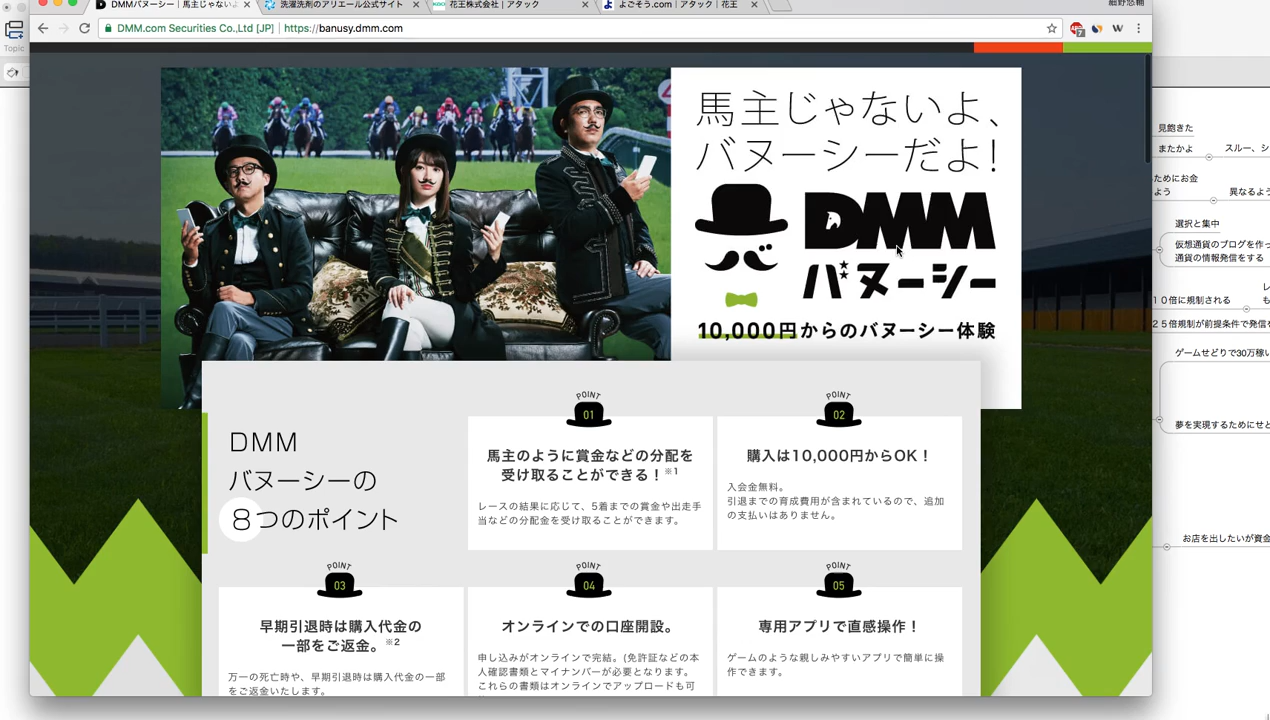 DMMバヌーシー｜馬主じゃない
洗濯洗剤のアリエール公式サイト
花王株式会社｜アタック
よごそう.com｜アタック｜花王
細野悠輔
DMM.com Securities Co.,Ltd [JP] https://banusy.dmm.com
Topic
馬主じゃないよ、
バヌーシーだよ!
DMM
バヌーシー
10,000円からのバヌーシー体験
DMM
バヌーシーの
8つのポイント
POINT
01
馬主のように賞金などの分配を
受け取ることができる！※1
レースの結果に応じて、5着までの賞金や出走手
当などの分配金を受け取ることができます。
POINT
02
購入は10,000円からOK！
入会金無料。
引退までの育成費用が含まれているので、追加
の支払いはありません。
POINT
03
早期引退時は購入代金の
一部をご返金。※2
万一の死亡時や、早期引退時は購入代金の一部
をご返金いたします。
POINT
04
オンラインでの口座開設。
申し込みがオンラインで完結。(免許証などの本
人確認書類とマイナンバーが必要となります。
これらの書類はオンラインでアップロードも可
POINT
05
専用アプリで直感操作！
ゲームのような親しみやすいアプリで簡単に操
作できます。
見飽きた
またかよ
スルー、シ
ためにお金
よう
異なるよう
選択と集中
仮想通貨のブログを作っ
通貨の情報発信をする
１０倍に規制される
２５倍規制が前提条件で発信を
ゲームせどりで30万稼い
夢を実現するためにせど
お店を出したいが資金